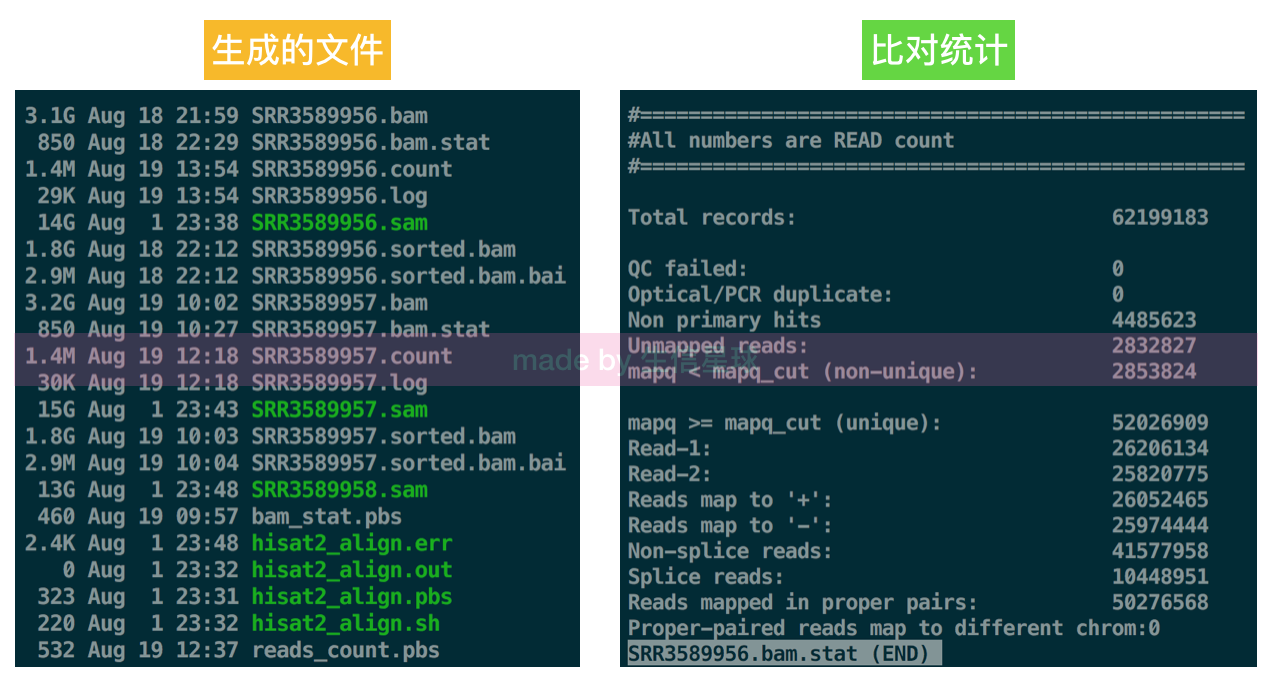 生成的文件
3.1G Aug 18 21:59 SRR3589956.bam
850 Aug 18 22:29 SRR3589956.bam.stat
1.4M Aug 19 13:54 SRR3589956.count
29K Aug 19 13:54 SRR3589956.log
14G Aug 1 23:38 SRR3589956.sam
1.8G Aug 18 22:12 SRR3589956.sorted.bam
2.9M Aug 18 22:12 SRR3589956.sorted.bam.bai
3.2G Aug 19 10:02 SRR3589957.bam
850 Aug 19 10:27 SRR3589957.bam.stat
1.4M Aug 19 12:18 SRR3589957.count
30K Aug 19 12:18 SRR3589957.log
15G Aug 1 23:43 SRR3589957.sam
1.8G Aug 19 10:03 SRR3589957.sorted.bam
2.9M Aug 19 10:04 SRR3589957.sorted.bam.bai
13G Aug 1 23:48 SRR3589958.sam
460 Aug 19 09:57 bam_stat.pbs
2.4K Aug 1 23:48 hisat2_align.err
0 Aug 1 23:32 hisat2_align.out
323 Aug 1 23:31 hisat2_align.pbs
220 Aug 1 23:32 hisat2_align.sh
532 Aug 19 12:37 reads_count.pbs
比对统计
#==================================================
#All numbers are READ count
#==================================================
Total records: 62199183
QC failed: 0
Optical/PCR duplicate: 0
Non primary hits 4485623
Unmapped reads: 2832827
mapq < mapq_cut (non-unique): 2853824
mapq >= mapq_cut (unique): 52026909
Read-1: 26206134
Read-2: 25820775
Reads map to '+': 26052465
Reads map to '-': 25974444
Non-splice reads: 41577958
Splice reads: 10448951
Reads mapped in proper pairs: 50276568
Proper-paired reads map to different chrom:0
SRR3589956.bam.stat (END)
made by 生信星球